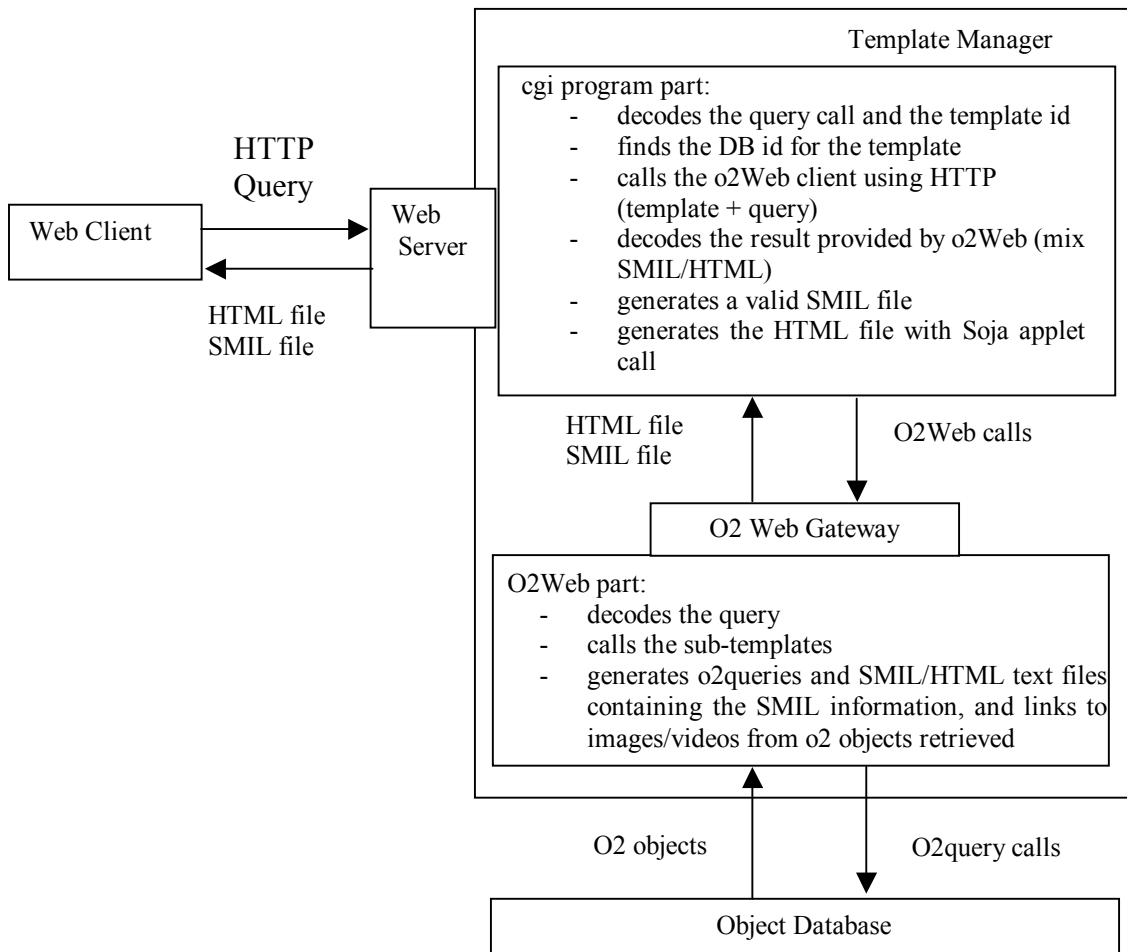 Template Manager
cgi program part:
- decodes the query call and the template id
- finds the DB id for the template
- calls the o2Web client using HTTP
(template + query)
- decodes the result provided by o2Web (mix
SMIL/HTML)
- generates a valid SMIL file
- generates the HTML file with Soja applet
call
HTTP
Query
Web Client
Web
Server
HTML file
SMIL file
HTML file
SMIL file
O2Web calls
O2 Web Gateway
O2Web part:
- decodes the query
- calls the sub-templates
- generates o2queries and SMIL/HTML text files
containing the SMIL information, and links to
images/videos from o2 objects retrieved
O2 objects
O2query calls
Object Database